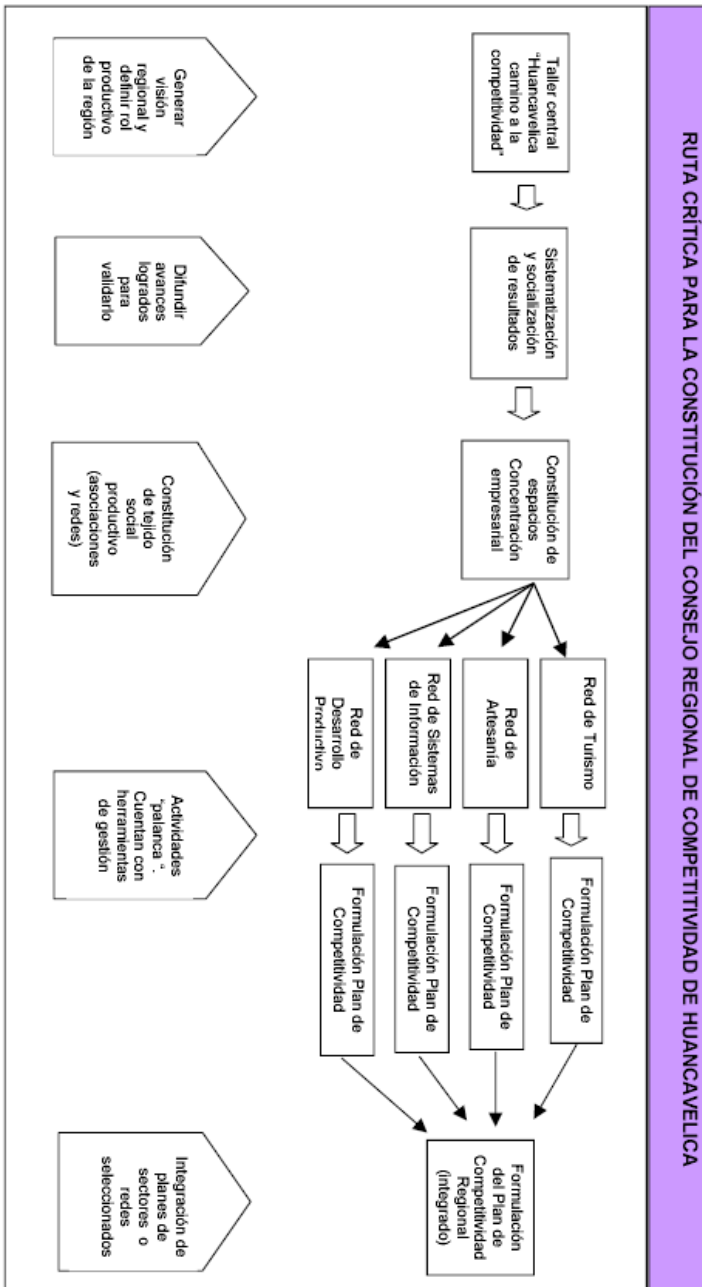 RUTA CRÍTICA PARA LA CONSTITUCIÓN DEL CONSEJO REGIONAL DE COMPETITIVIDAD DE HUANCAVELICA
Taller central
“Huancavelica
camino a la
competitividad”
Sistematización
y socialización
de resultados
Constitución de
espacios
Concentración
empresarial
Red de Turismo
Red de
Artesanía
Red de Sistemas
de Información
Red de
Desarrollo
Productivo
Formulación Plan de
Competitividad
Formulación Plan de
Competitividad
Formulación Plan de
Competitividad
Formulación Plan de
Competitividad
Formulación
del Plan de
Competitividad
Regional
(integrado)
Generar
visión
regional y
definir rol
productivo
de la región
Difundir
avances
logrados
para
validarlo
Constitución
de tejido
social
productivo
(asociaciones
y redes)
Actividades
“palanca “.
Cuentan con
herramientas
de gestión
Integración de
planes de
sectores o
redes
seleccionados